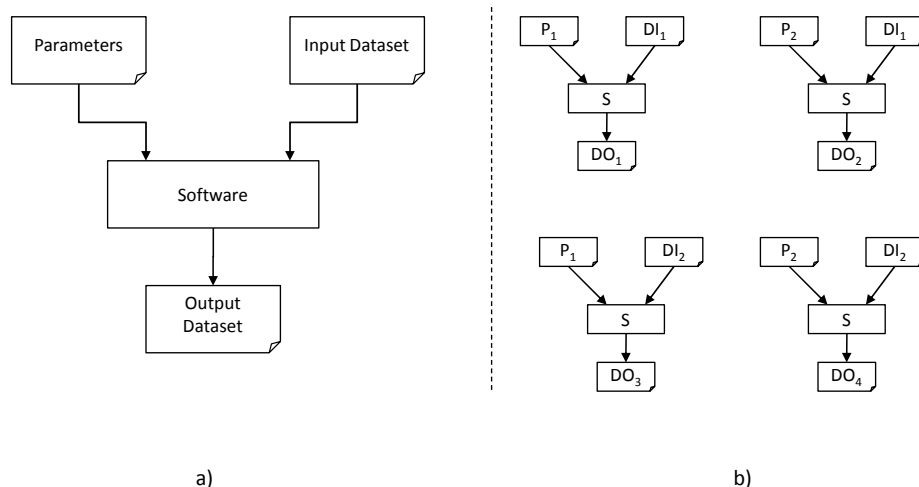 Parameters
Input Dataset
Software
Output
Dataset
a)
P₁ DI₁
S
DO₁
P₂ DI₁
S
DO₂
P₁ DI₂
S
DO₃
P₂ DI₂
S
DO₄
b)